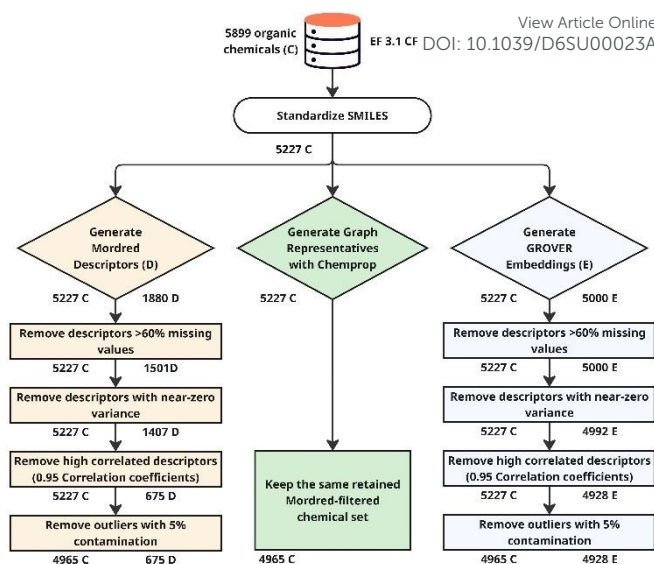 View Article Online
DOI: 10.1039/D6SU00023A
5899 organic
chemicals (C)
EF 3.1 CF
Standardize SMILES
5227 C
Generate
Mordred
Descriptors (D)
5227 C 1880 D
Remove descriptors >60% missing
values
5227 C 1501D
Remove descriptors with near-zero
variance
5227 C 1407 D
Remove high correlated descriptors
(0.95 Correlation coefficients)
5227 C 675 D
Remove outliers with 5%
contamination
4965 C 675 D
Generate Graph
Representatives
with Chemprop
5227 C
Keep the same retained
Mordred-filtered
chemical set
4965 C
Generate
GROVER
Embeddings (E)
5227 C 5000 E
Remove descriptors >60% missing
values
5227 C 5000 E
Remove descriptors with near-zero
variance
5227 C 4992 E
Remove high correlated descriptors
(0.95 Correlation coefficients)
5227 C 4928 E
Remove outliers with 5%
contamination
4965 C 4928 E